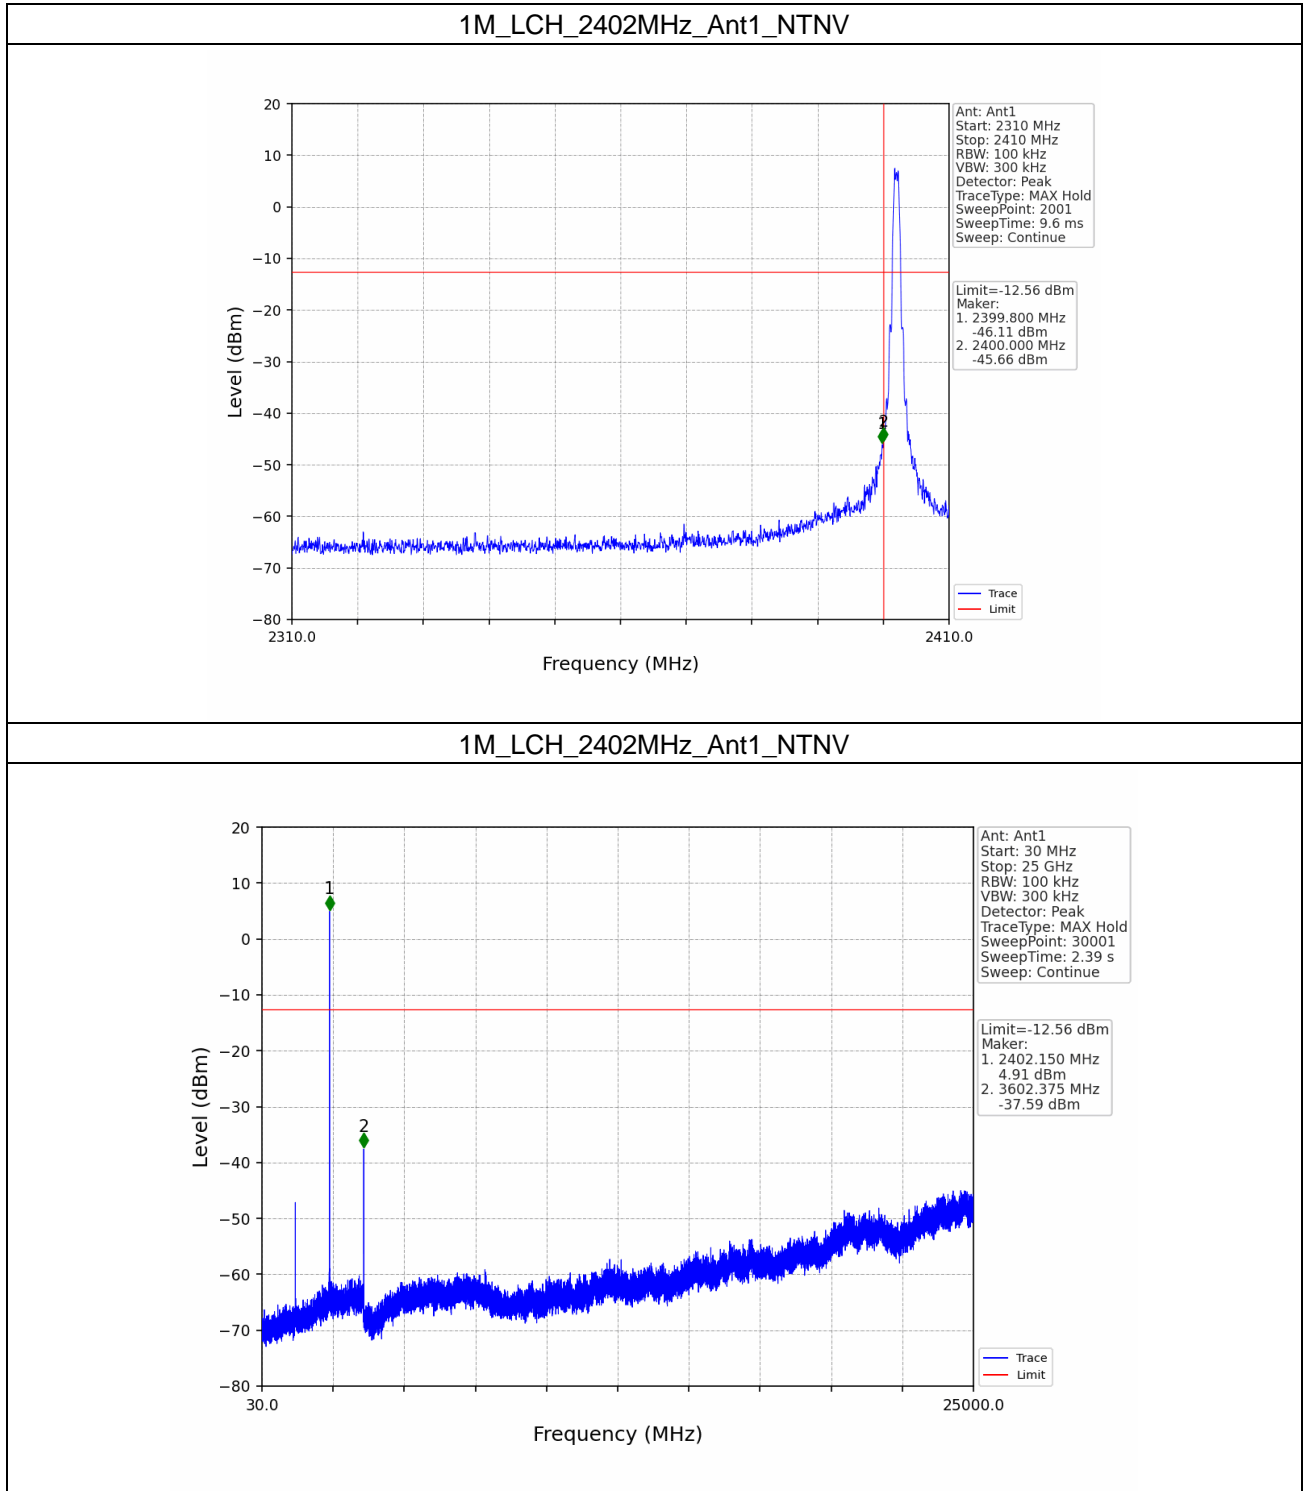 1M_LCH_2402MHz_Ant1_NTNV
20
10
0
−10
−20
−30
−40
−50
−60
−70
−80
Level (dBm)
2310.0
2410.0
Frequency (MHz)
1
2
Ant: Ant1
Start: 2310 MHz
Stop: 2410 MHz
RBW: 100 kHz
VBW: 300 kHz
Detector: Peak
TraceType: MAX Hold
SweepPoint: 2001
SweepTime: 9.6 ms
Sweep: Continue
Limit=-12.56 dBm
Maker:
1. 2399.800 MHz
-46.11 dBm
2. 2400.000 MHz
-45.66 dBm
Trace
Limit
1M_LCH_2402MHz_Ant1_NTNV
20
10
0
−10
−20
−30
−40
−50
−60
−70
−80
Level (dBm)
30.0
25000.0
Frequency (MHz)
1
2
Ant: Ant1
Start: 30 MHz
Stop: 25 GHz
RBW: 100 kHz
VBW: 300 kHz
Detector: Peak
TraceType: MAX Hold
SweepPoint: 30001
SweepTime: 2.39 s
Sweep: Continue
Limit=-12.56 dBm
Maker:
1. 2402.150 MHz
4.91 dBm
2. 3602.375 MHz
-37.59 dBm
Trace
Limit